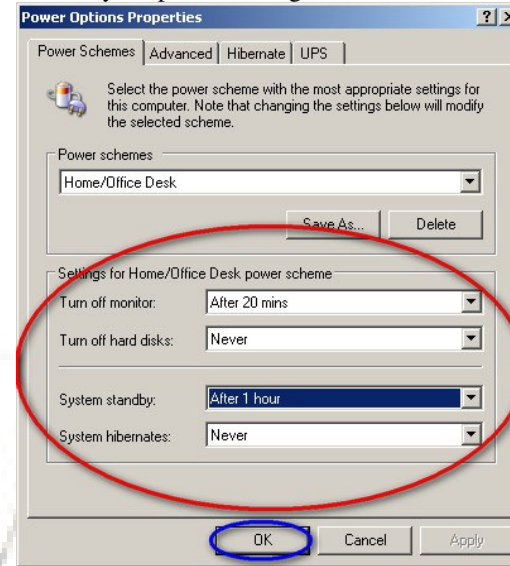 Power Options Properties
Power Schemes
Advanced
Hibernate
UPS
Select the power scheme with the most appropriate settings for
this computer. Note that changing the settings below will modify
the selected scheme.
Power schemes
Home/Office Desk
Save As...
Delete
Settings for Home/Office Desk power scheme
Turn off monitor:
After 20 mins
Turn off hard disks:
Never
System standby:
After 1 hour
System hibernates:
Never
OK
Cancel
Apply